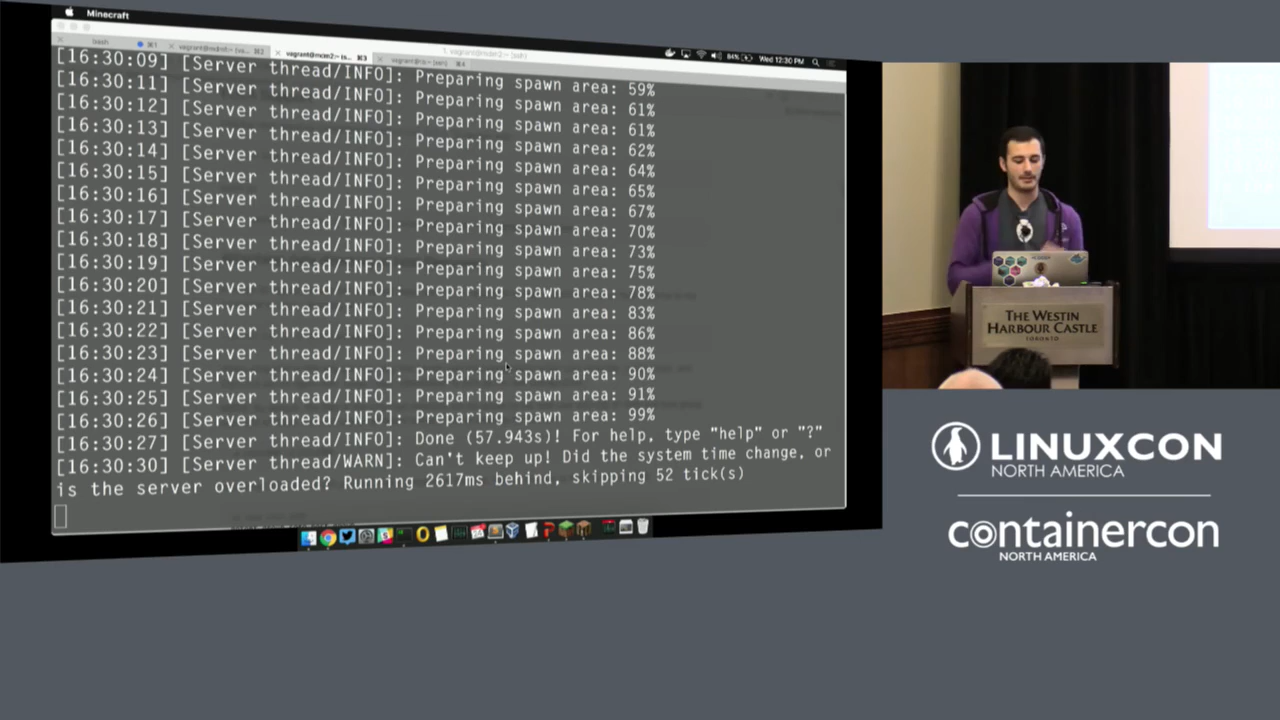 Minecraft
84%
Wed 12:30 PM
bash
⌘1
⌘2
⌘3
⌘4
[16:30:09] [Server thread/INFO]: Preparing spawn area: 59%
[16:30:11] [Server thread/INFO]: Preparing spawn area: 61%
[16:30:12] [Server thread/INFO]: Preparing spawn area: 61%
[16:30:13] [Server thread/INFO]: Preparing spawn area: 62%
[16:30:14] [Server thread/INFO]: Preparing spawn area: 64%
[16:30:15] [Server thread/INFO]: Preparing spawn area: 65%
[16:30:16] [Server thread/INFO]: Preparing spawn area: 67%
[16:30:17] [Server thread/INFO]: Preparing spawn area: 70%
[16:30:18] [Server thread/INFO]: Preparing spawn area: 73%
[16:30:19] [Server thread/INFO]: Preparing spawn area: 75%
[16:30:20] [Server thread/INFO]: Preparing spawn area: 78%
[16:30:21] [Server thread/INFO]: Preparing spawn area: 83%
[16:30:22] [Server thread/INFO]: Preparing spawn area: 86%
[16:30:23] [Server thread/INFO]: Preparing spawn area: 88%
[16:30:24] [Server thread/INFO]: Preparing spawn area: 90%
[16:30:25] [Server thread/INFO]: Preparing spawn area: 91%
[16:30:26] [Server thread/INFO]: Preparing spawn area: 99%
[16:30:27] [Server thread/INFO]: Done (57.943s)! For help, type "help" or "?"
[16:30:30] [Server thread/WARN]: Can't keep up! Did the system time change, or
is the server overloaded? Running 2617ms behind, skipping 52 tick(s)
THE WESTIN
HARBOUR CASTLE
TORONTO
LINUXCON
NORTH AMERICA
containercon
NORTH AMERICA